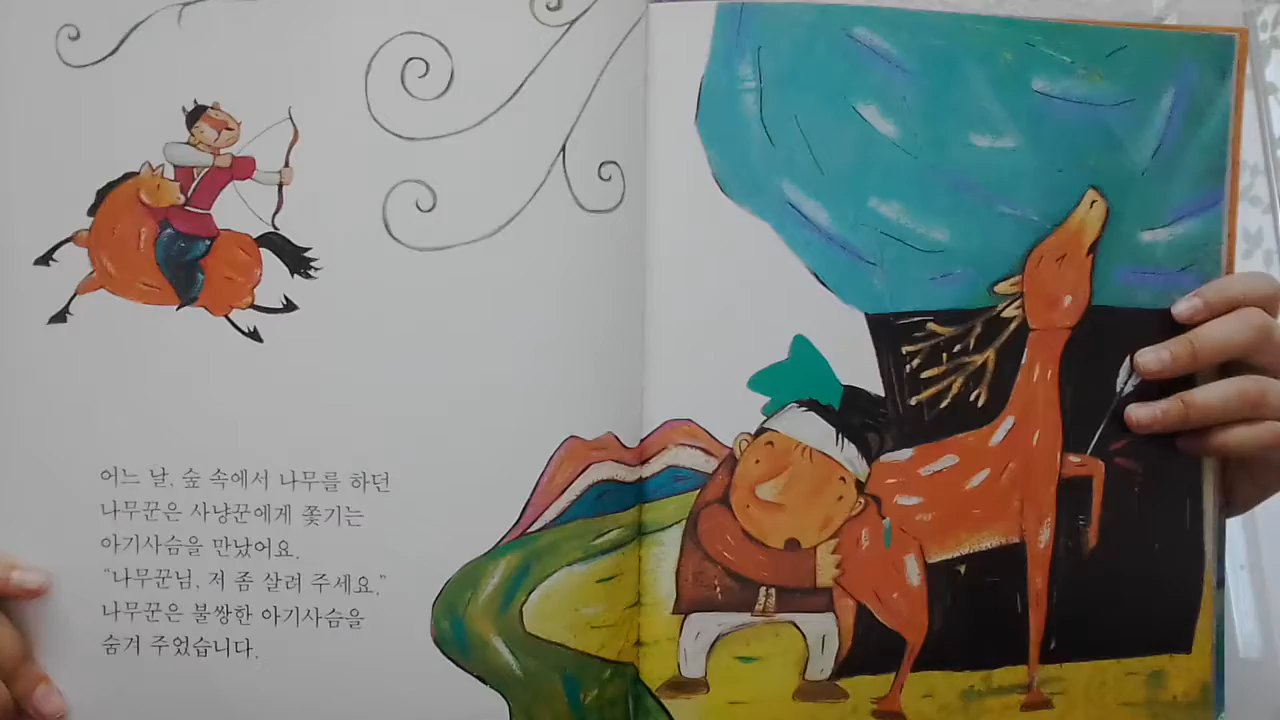 어느 날, 숲 속에서 나무를 하던
나무꾼은 사냥꾼에게 쫓기는
아기사슴을 만났어요.
“나무꾼님, 저 좀 살려 주세요.”
나무꾼은 불쌍한 아기사슴을
숨겨 주었습니다.